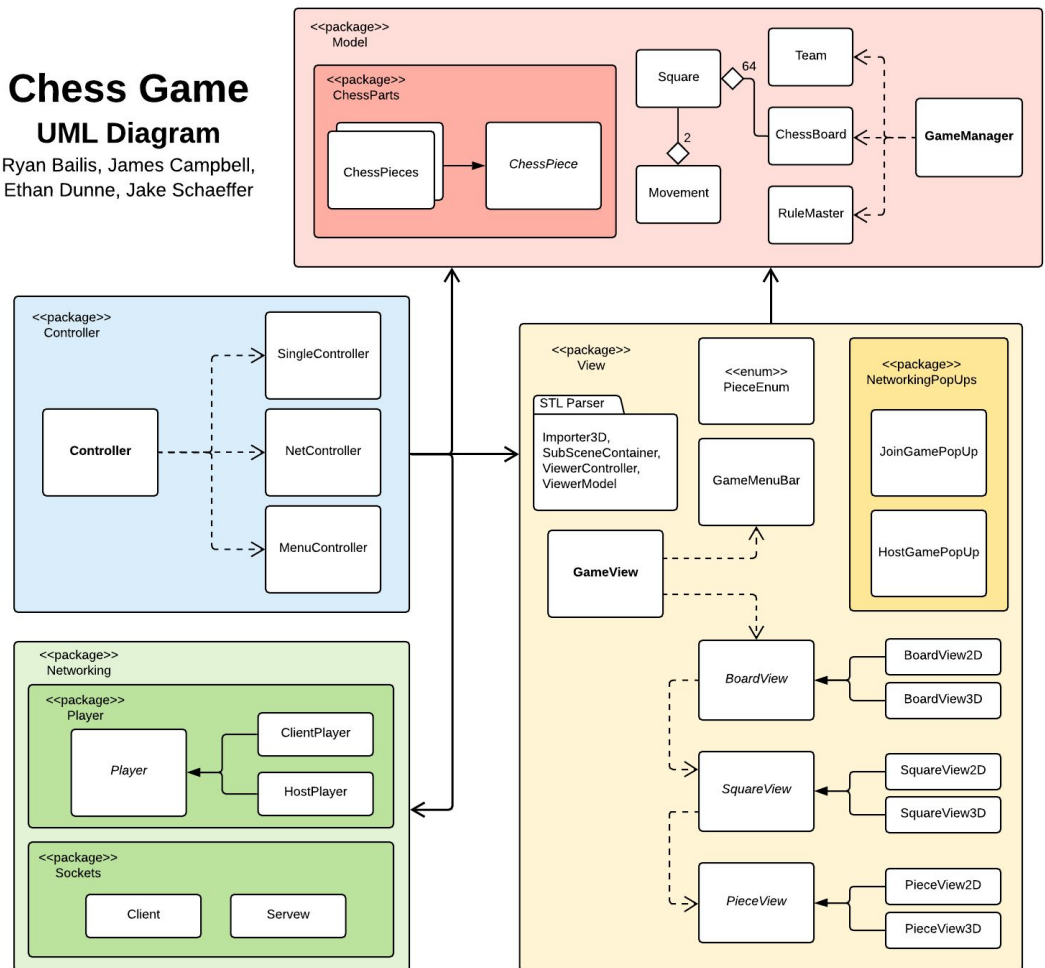 Chess Game
UML Diagram
Ryan Bailis, James Campbell,
Ethan Dunne, Jake Schaeffer
<<package>>
Model
<<package>>
ChessParts
ChessPieces
ChessPiece
Square
64
2
Movement
Team
ChessBoard
RuleMaster
GameManager
<<package>>
Controller
Controller
SingleController
NetController
MenuController
<<package>>
View
STL Parser
Importer3D,
SubSceneContainer,
ViewerController,
ViewerModel
<<enum>>
PieceEnum
GameMenuBar
GameView
<<package>>
NetworkingPopUps
JoinGamePopUp
HostGamePopUp
BoardView
BoardView2D
BoardView3D
SquareView
SquareView2D
SquareView3D
PieceView
PieceView2D
PieceView3D
<<package>>
Networking
<<package>>
Player
Player
ClientPlayer
HostPlayer
<<package>>
Sockets
Client
Servew